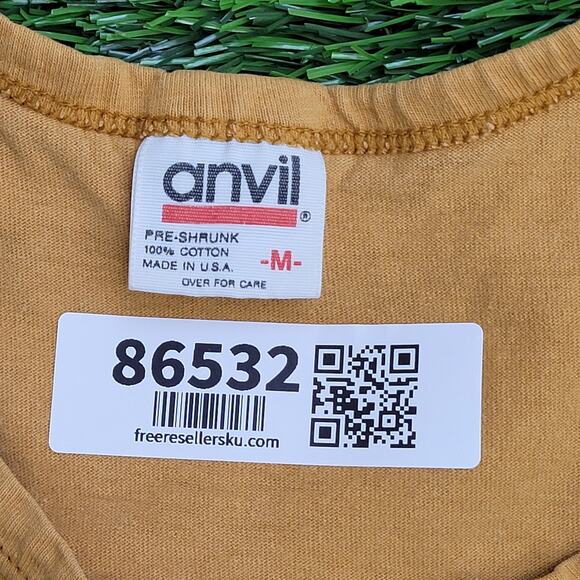 anvil
®
PRE-SHRUNK
100% COTTON
MADE IN U.S.A.
-M-
OVER FOR CARE
86532
freeresellersku.com